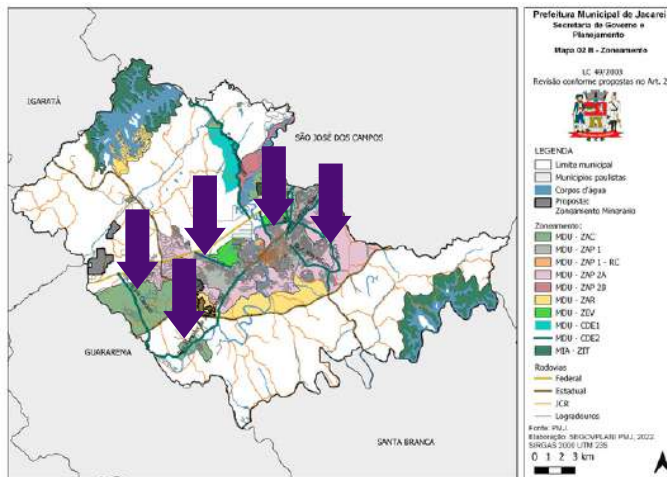 Prefeitura Municipal de Jacareí
Secretaria de Governo e
Planejamento
Mapa 02 B - Zoneamento
LC 49/2003
Revisão conforme propostas no Art. 2
IGARATÁ
SÃO JOSÉ DOS CAMPOS
GUARAREMA
SANTA BRANCA
LEGENDA
Limite municipal
Municípios paulistas
Corpos d'água
Propostas
Zoneamento Minerário
Zoneamento:
MDU - ZAC
MDU - ZAP 1
MDU - ZAP 1 - RC
MDU - ZAP 2A
MDU - ZAP 2B
MDU - ZAR
MDU - ZEV
MDU - CDE1
MDU - CDE2
MIA - ZIT
Rodovias
Federal
Estadual
JCR
Logradouros
Fonte: PMJ
Elaboração: SEGOVPLAN| PMJ, 2022
SIRGAS 2000 UTM 23S
0 1 2 3 km